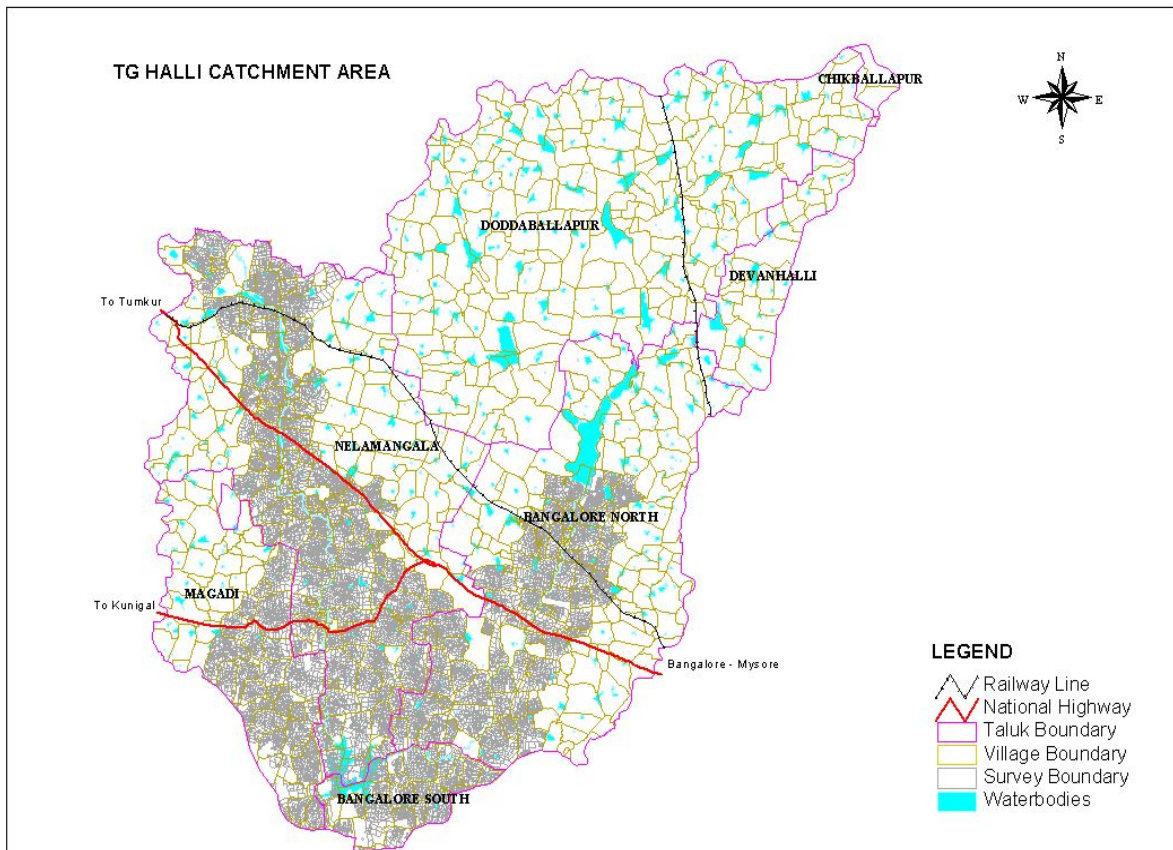 TG HALLI CATCHMENT AREA
CHIKBALLAPUR
N
W E
S
DODDABALLAPUR
DEVANHALLI
To Tumkur
NELAMANGALA
BANGALORE NORTH
MAGADI
To Kunigal
Bangalore - Mysore
BANGALORE SOUTH
LEGEND
Railway Line
National Highway
Taluk Boundary
Village Boundary
Survey Boundary
Waterbodies